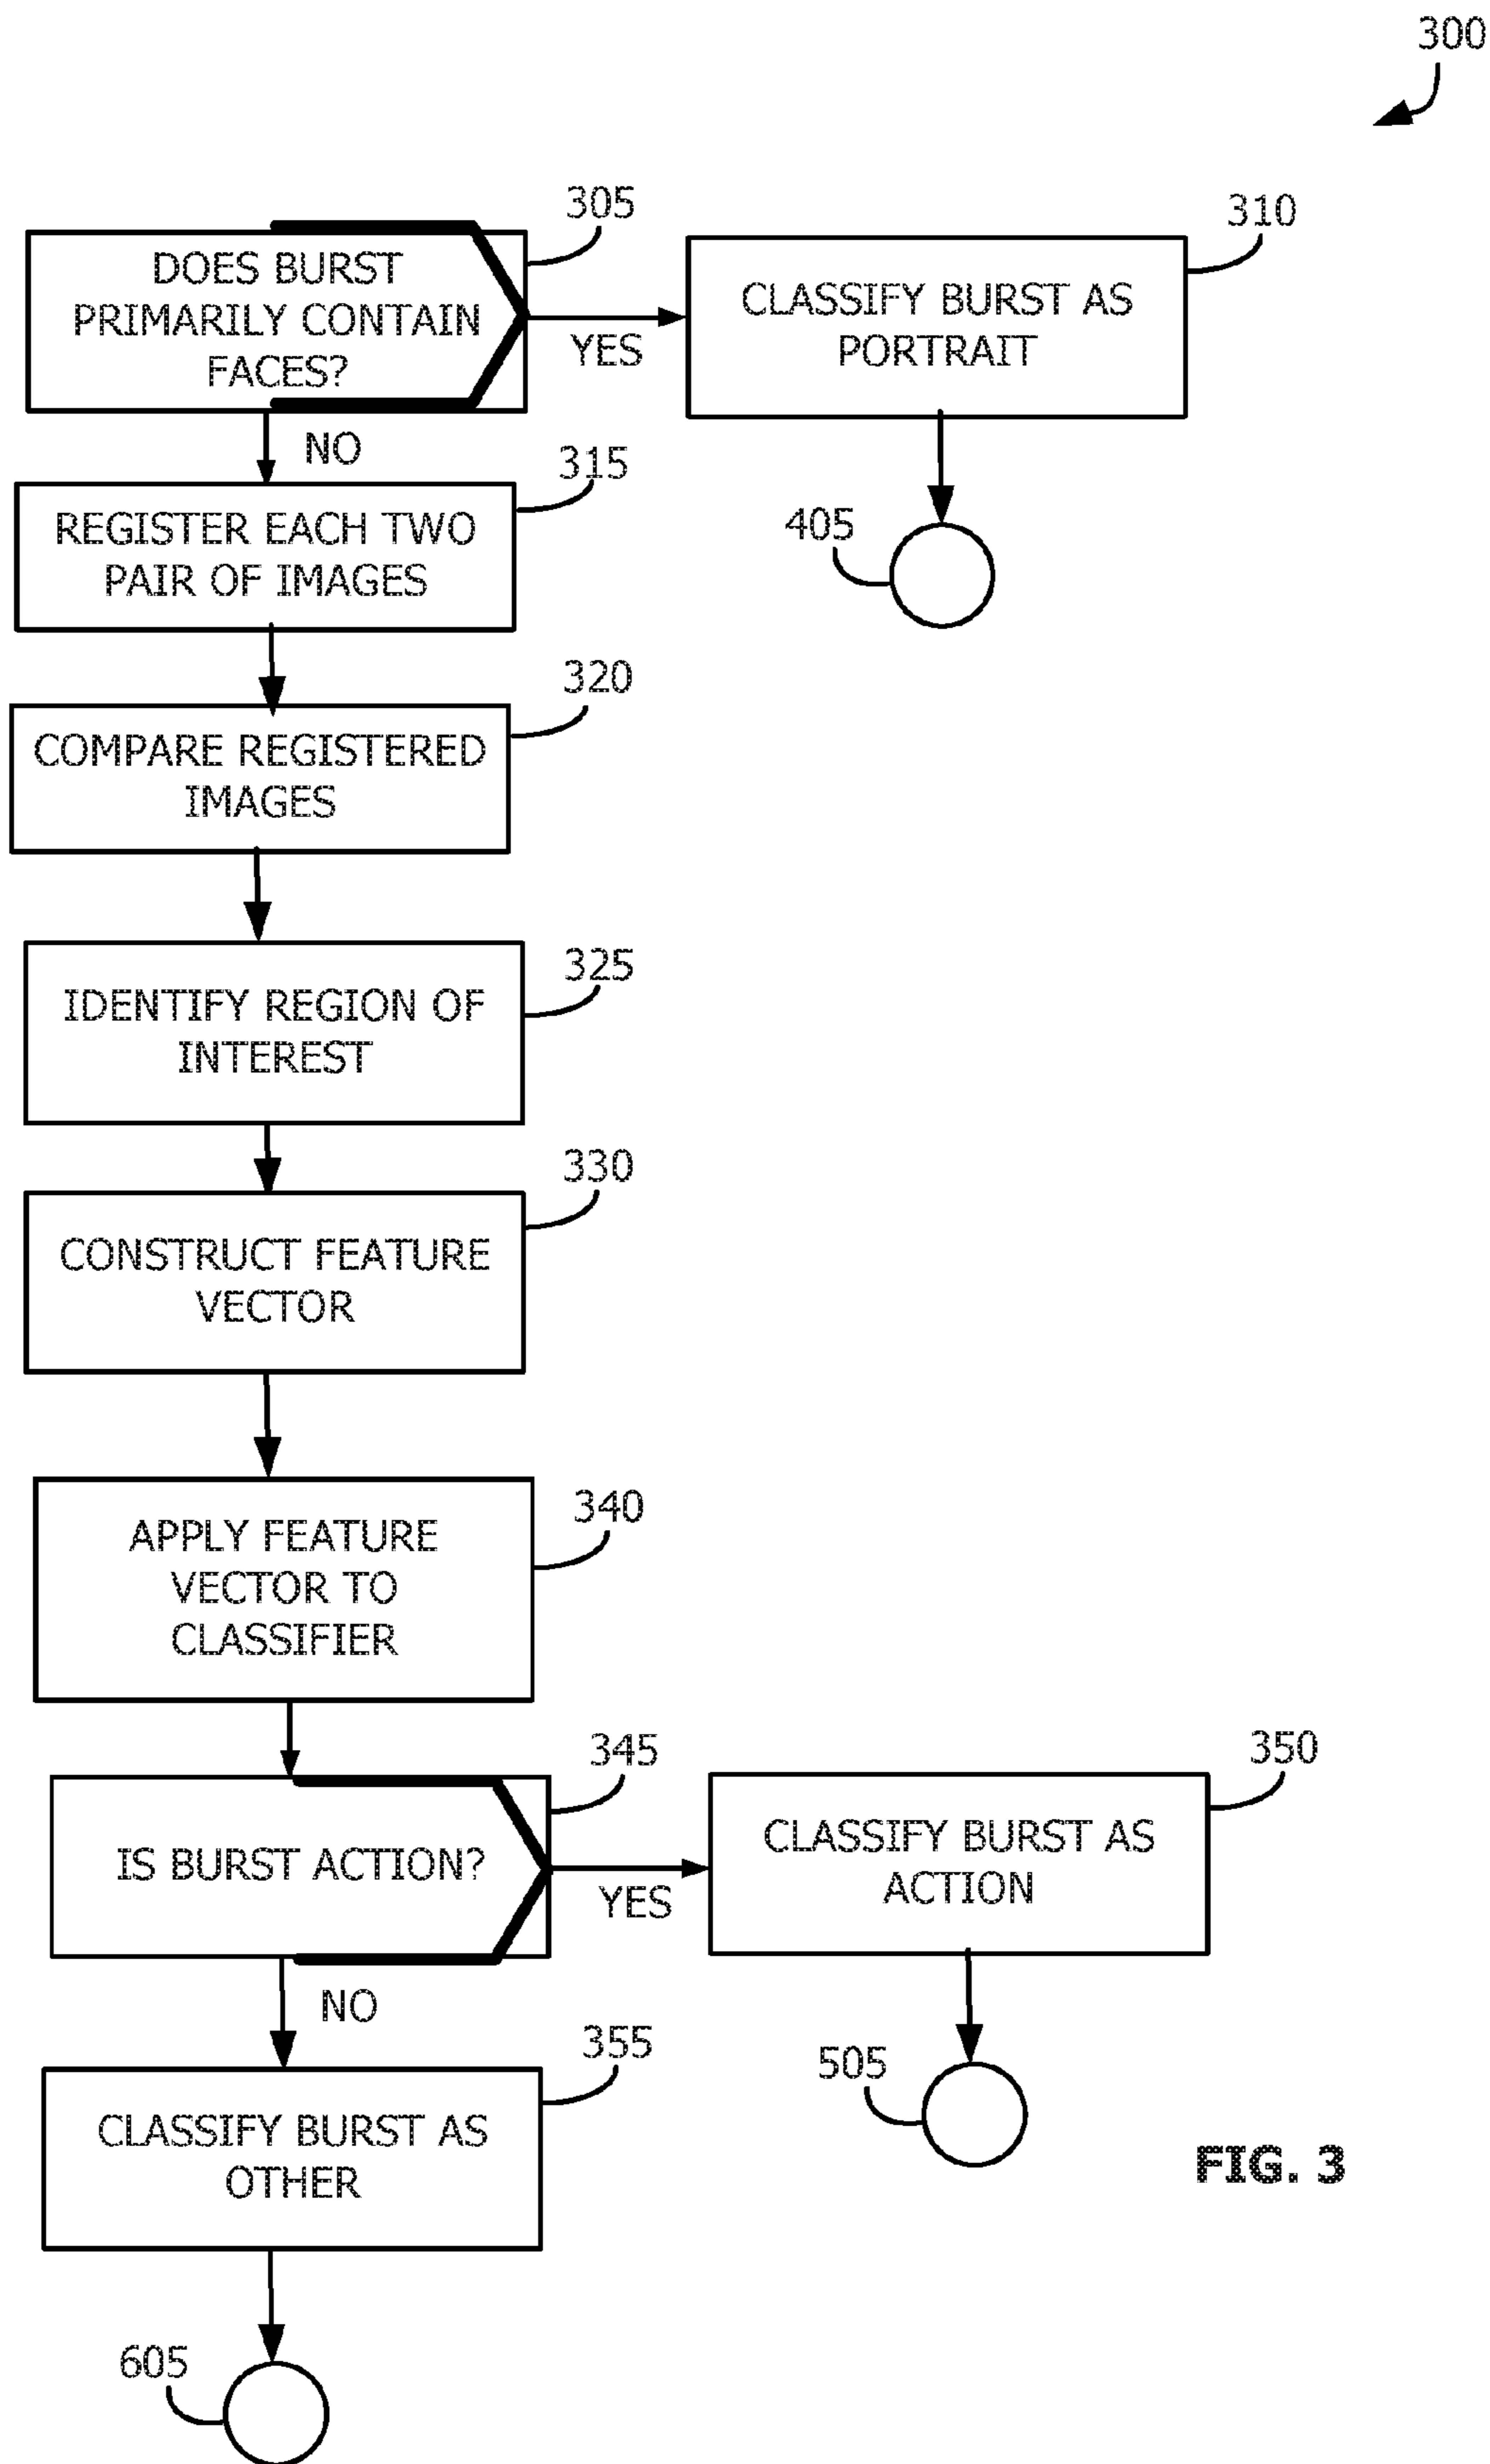 300
305
DOES BURST
PRIMARILY CONTAIN
FACES?
YES
310
CLASSIFY BURST AS
PORTRAIT
NO
405
315
REGISTER EACH TWO
PAIR OF IMAGES
320
COMPARE REGISTERED
IMAGES
325
IDENTIFY REGION OF
INTEREST
330
CONSTRUCT FEATURE
VECTOR
340
APPLY FEATURE
VECTOR TO
CLASSIFIER
345
IS BURST ACTION?
YES
350
CLASSIFY BURST AS
ACTION
NO
505
355
CLASSIFY BURST AS
OTHER
605
FIG. 3